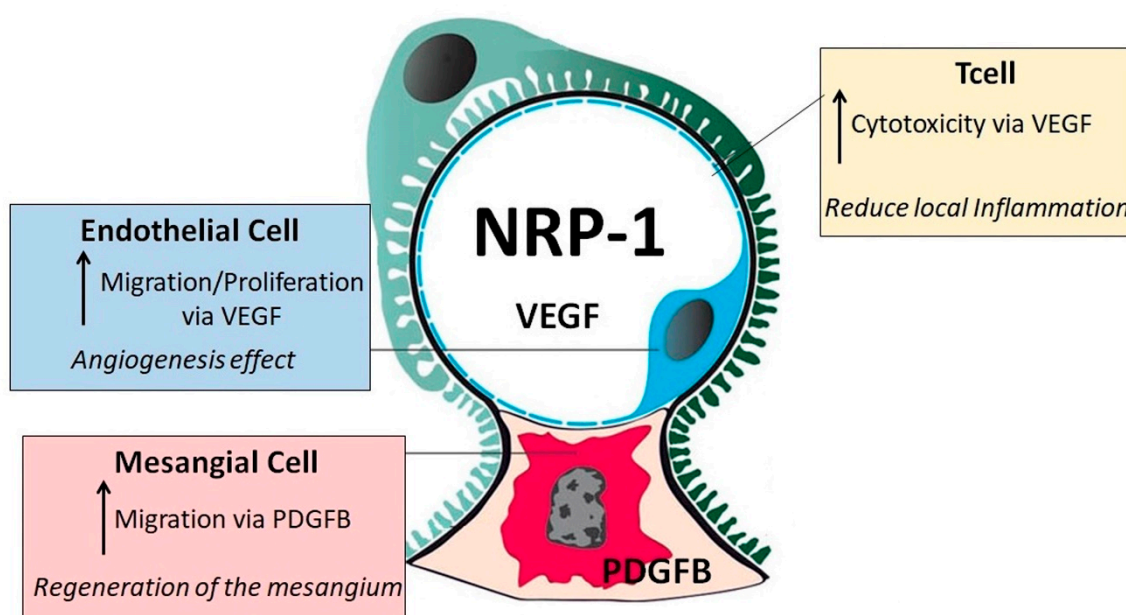 Tcell
Cytotoxicity via VEGF
Reduce local Inflammation
NRP-1
VEGF
Endothelial Cell
Migration/Proliferation
via VEGF
Angiogenesis effect
Mesangial Cell
Migration via PDGFB
Regeneration of the mesangium
PDGFB